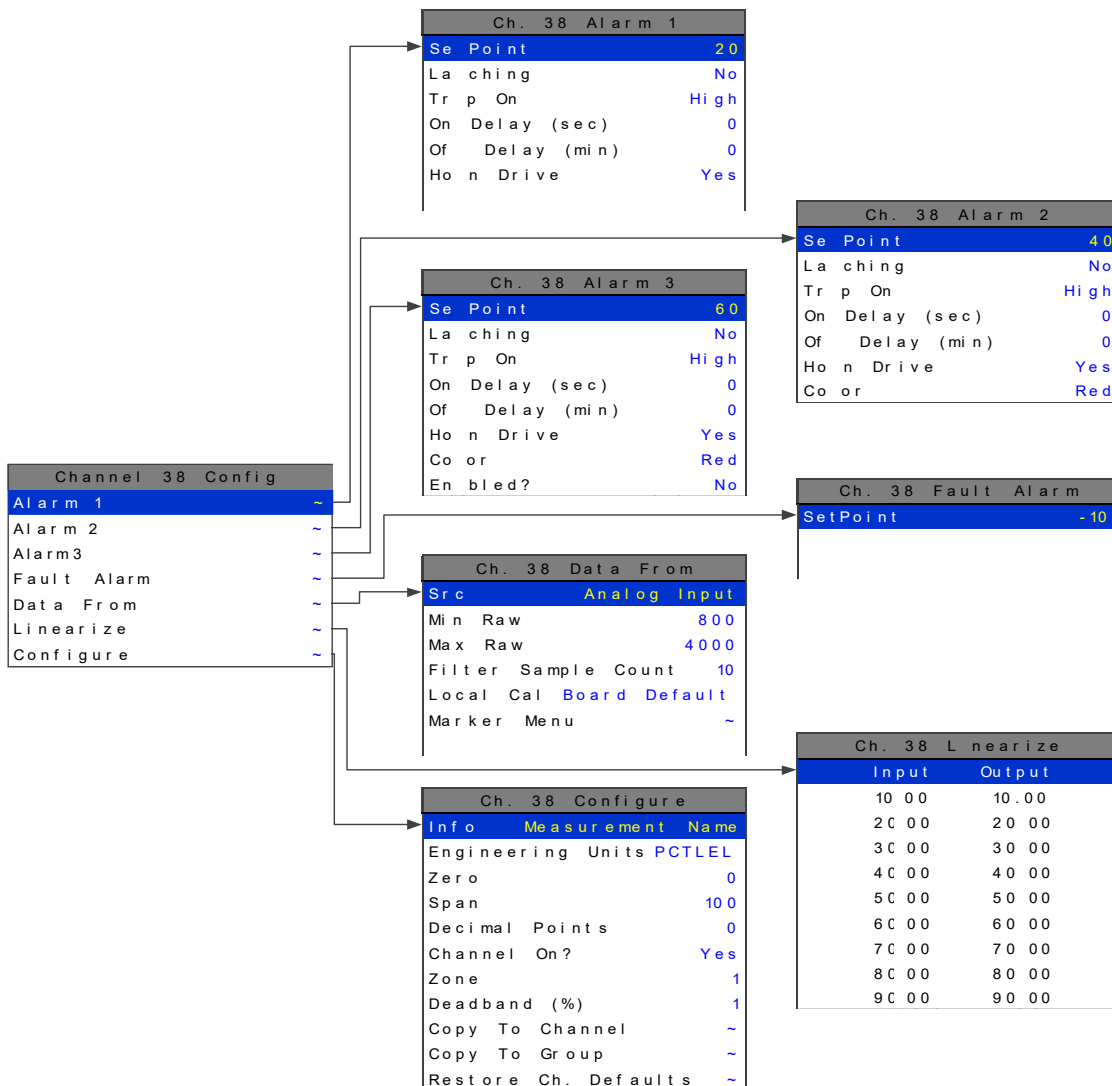 Ch. 38 Alarm 1
Se Point 20
La ching No
Tr p On High
On Delay (sec) 0
Of Delay (min) 0
Ho n Drive Yes
Ch. 38 Alarm 2
Se Point 40
La ching No
Tr p On High
On Delay (sec) 0
Of Delay (min) 0
Ho n Drive Yes
Co or Red
Ch. 38 Alarm 3
Se Point 60
La ching No
Tr p On High
On Delay (sec) 0
Of Delay (min) 0
Ho n Drive Yes
Co or Red
En bled? No
Channel 38 Config
Alarm 1 ~
Alarm 2 ~
Alarm3 ~
Fault Alarm ~
Data From ~
Linearize ~
Configure ~
Ch. 38 Fault Alarm
SetPoint -10
Ch. 38 Data From
Src Analog Input
Min Raw 800
Max Raw 4000
Filter Sample Count 10
Local Cal Board Default
Marker Menu ~
Ch. 38 L nearize
Input Output
10 00 10.00
20 00 20 00
30 00 30 00
40 00 40 00
50 00 50 00
60 00 60 00
70 00 70 00
80 00 80 00
90 00 90 00
Ch. 38 Configure
Info Measurement Name
Engineering Units PCTLEL
Zero 0
Span 100
Decimal Points 0
Channel On? Yes
Zone 1
Deadband (%) 1
Copy To Channel ~
Copy To Group ~
Restore Ch. Defaults ~